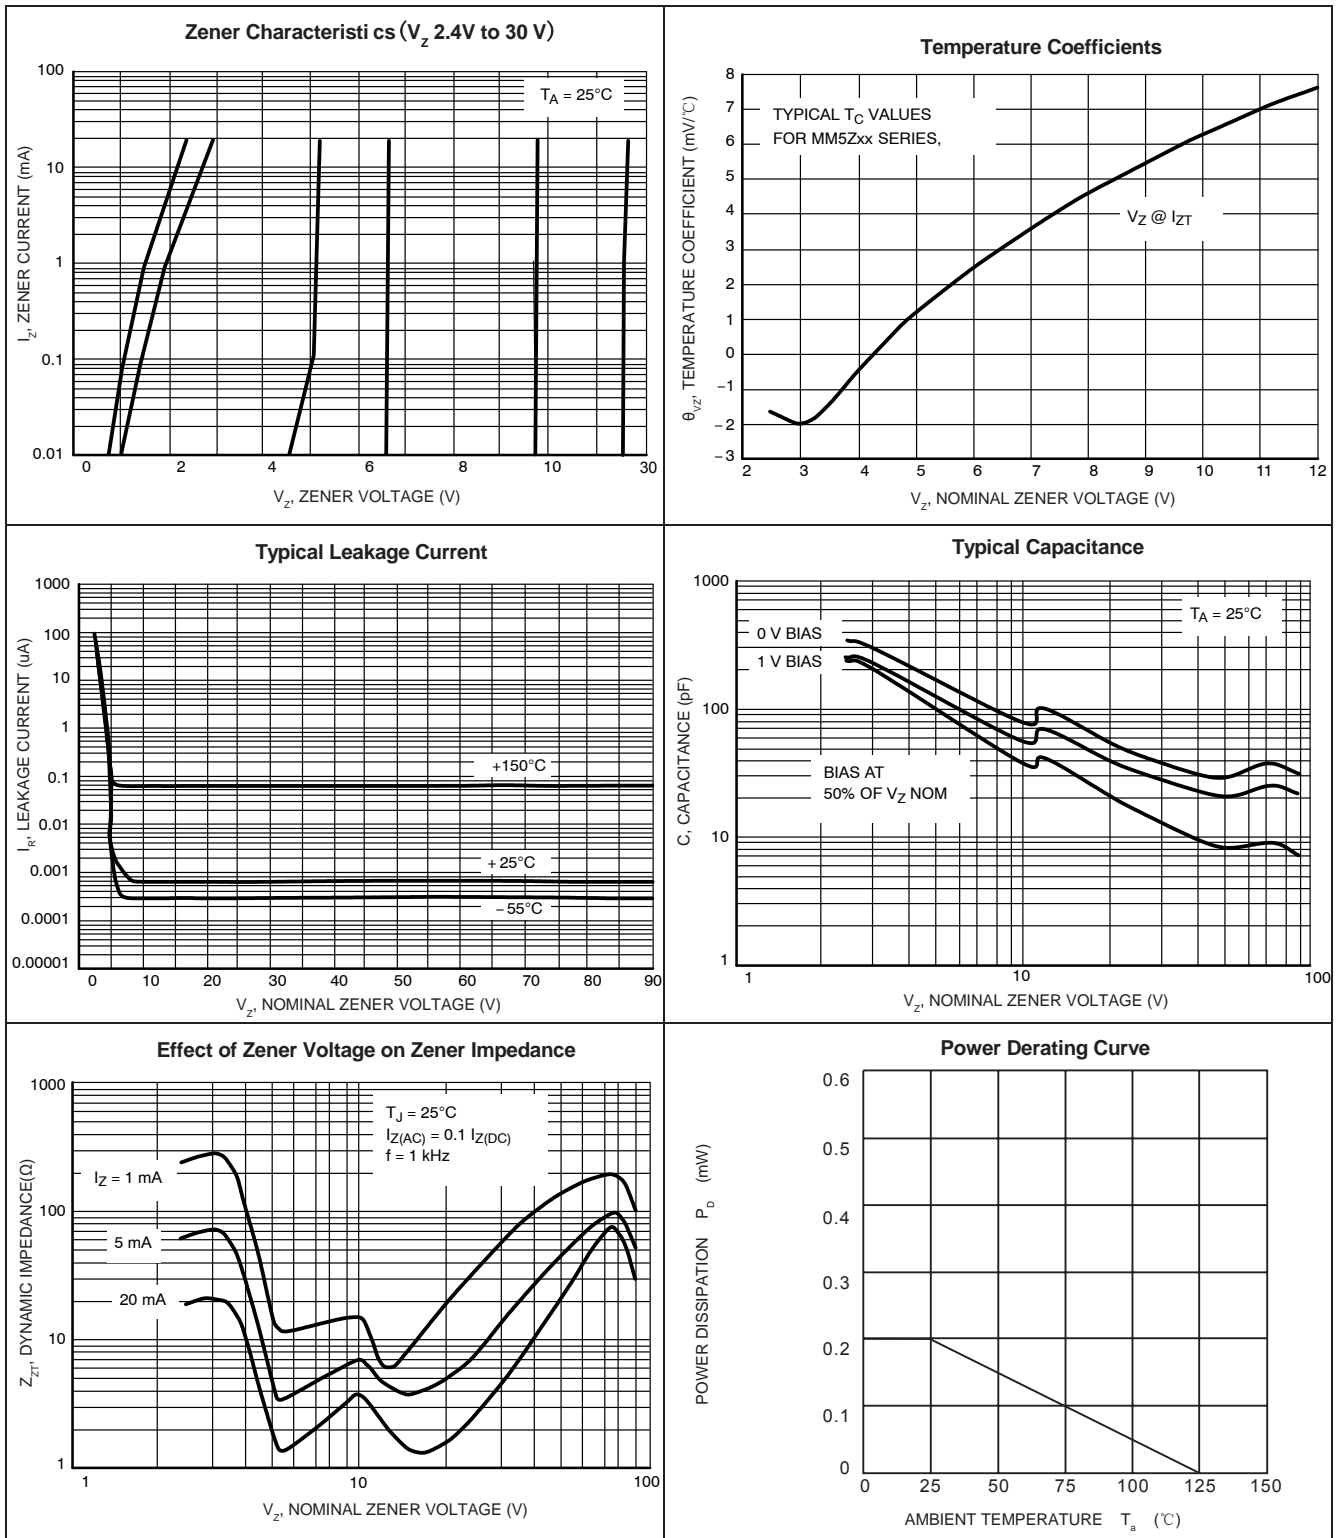 Zener Characteristi cs (VZ 2.4V to 30 V)
100
10
1
0.1
0.01
IZ, ZENER CURRENT (mA)
TA = 25°C
0 2 4 6 8 10 30
VZ, ZENER VOLTAGE (V)
Temperature Coefficients
8
7
6
5
4
3
2
1
0
−1
−2
−3
θVZ, TEMPERATURE COEFFICIENT (mV/℃)
TYPICAL TC VALUES
FOR MM5Zxx SERIES,
VZ @ IZT
2 3 4 5 6 7 8 9 10 11 12
VZ, NOMINAL ZENER VOLTAGE (V)
Typical Leakage Current
1000
100
10
1
0.1
0.01
0.001
0.0001
0.00001
IR, LEAKAGE CURRENT (uA)
+150°C
+ 25°C
− 55°C
0 10 20 30 40 50 60 70 80 90
VZ, NOMINAL ZENER VOLTAGE (V)
Typical Capacitance
1000
100
10
1
C, CAPACITANCE (pF)
TA = 25°C
0 V BIAS
1 V BIAS
BIAS AT
50% OF VZ NOM
1 10 100
VZ, NOMINAL ZENER VOLTAGE (V)
Effect of Zener Voltage on Zener Impedance
1000
100
10
1
ZZT, DYNAMIC IMPEDANCE(Ω)
TJ = 25°C
IZ(AC) = 0.1 IZ(DC)
f = 1 kHz
IZ = 1 mA
5 mA
20 mA
1 10 100
VZ, NOMINAL ZENER VOLTAGE (V)
Power Derating Curve
0.6
0.5
0.4
0.3
0.2
0.1
0
POWER DISSIPATION PD (mW)
0 25 50 75 100 125 150
AMBIENT TEMPERATURE Ta (℃)